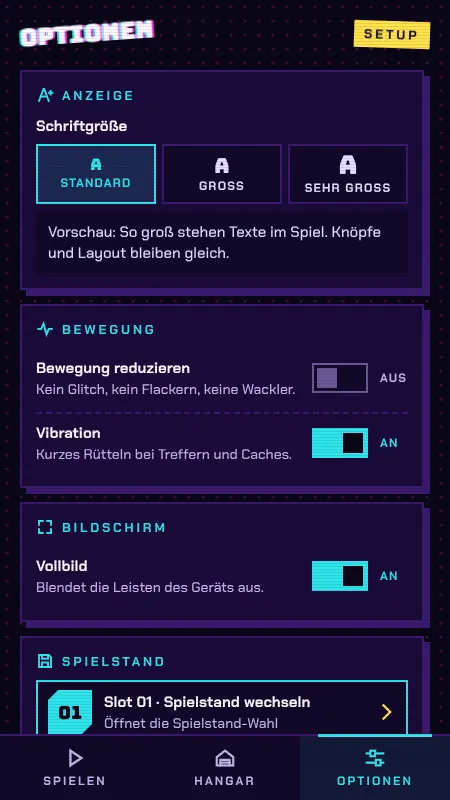 OPTIONEN
SETUP
ANZEIGE
Schriftgröße
A A A
STANDARD GROSS SEHR GROSS
Vorschau: So groß stehen Texte im Spiel. Knöpfe
und Layout bleiben gleich.
BEWEGUNG
Bewegung reduzieren
AUS
Kein Glitch, kein Flackern, keine Wackler.
Vibration
AN
Kurzes Rütteln bei Treffern und Caches.
BILDSCHIRM
Vollbild
AN
Blendet die Leisten des Geräts aus.
SPIELSTAND
01
Slot 01 · Spielstand wechseln
Öffnet die Spielstand-Wahl
SPIELEN HANGAR OPTIONEN